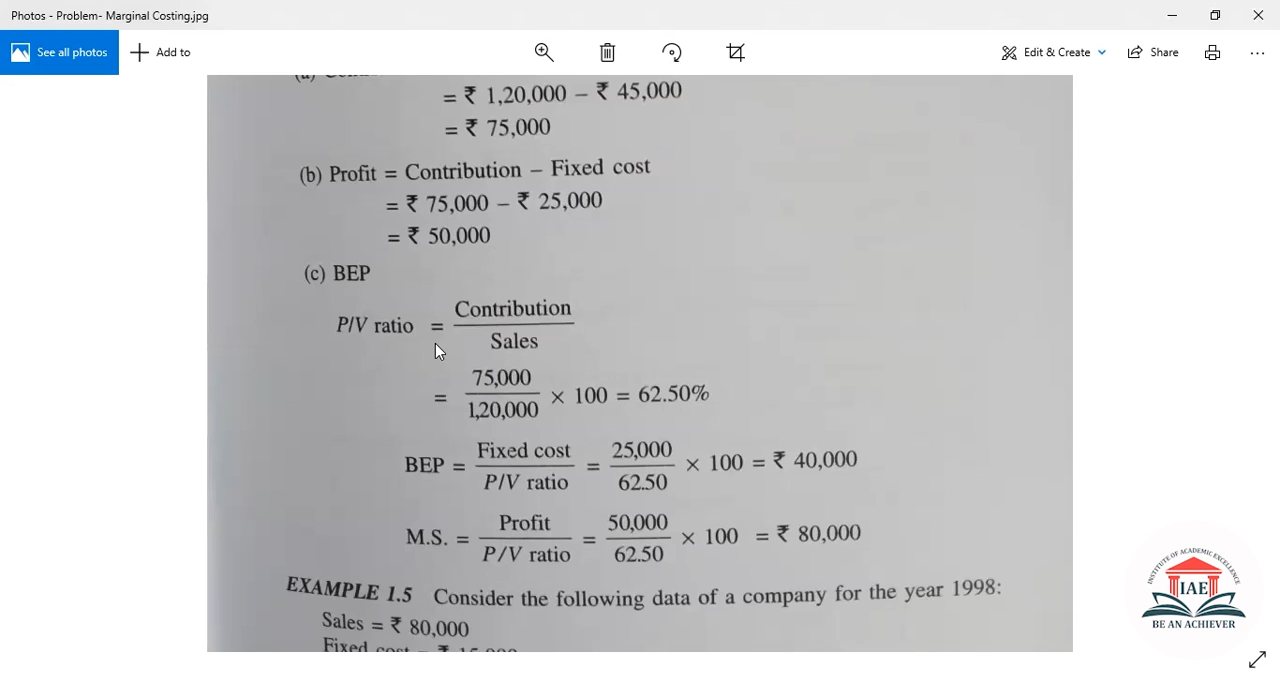 Photos - Problem- Marginal Costing.jpg
See all photos
Add to
Edit & Create
Share
= ₹ 1,20,000 – ₹ 45,000
= ₹ 75,000
(b) Profit = Contribution – Fixed cost
= ₹ 75,000 – ₹ 25,000
= ₹ 50,000
(c) BEP
P/V ratio = Contribution / Sales
= 75,000 / 1,20,000 × 100 = 62.50%
BEP = Fixed cost / P/V ratio = 25,000 / 62.50 × 100 = ₹ 40,000
M.S. = Profit / P/V ratio = 50,000 / 62.50 × 100 = ₹ 80,000
EXAMPLE 1.5 Consider the following data of a company for the year 1998:
Sales = ₹ 80,000
Fixed cost
INSTITUTE OF ACADEMIC EXCELLENCE
IAE
BE AN ACHIEVER